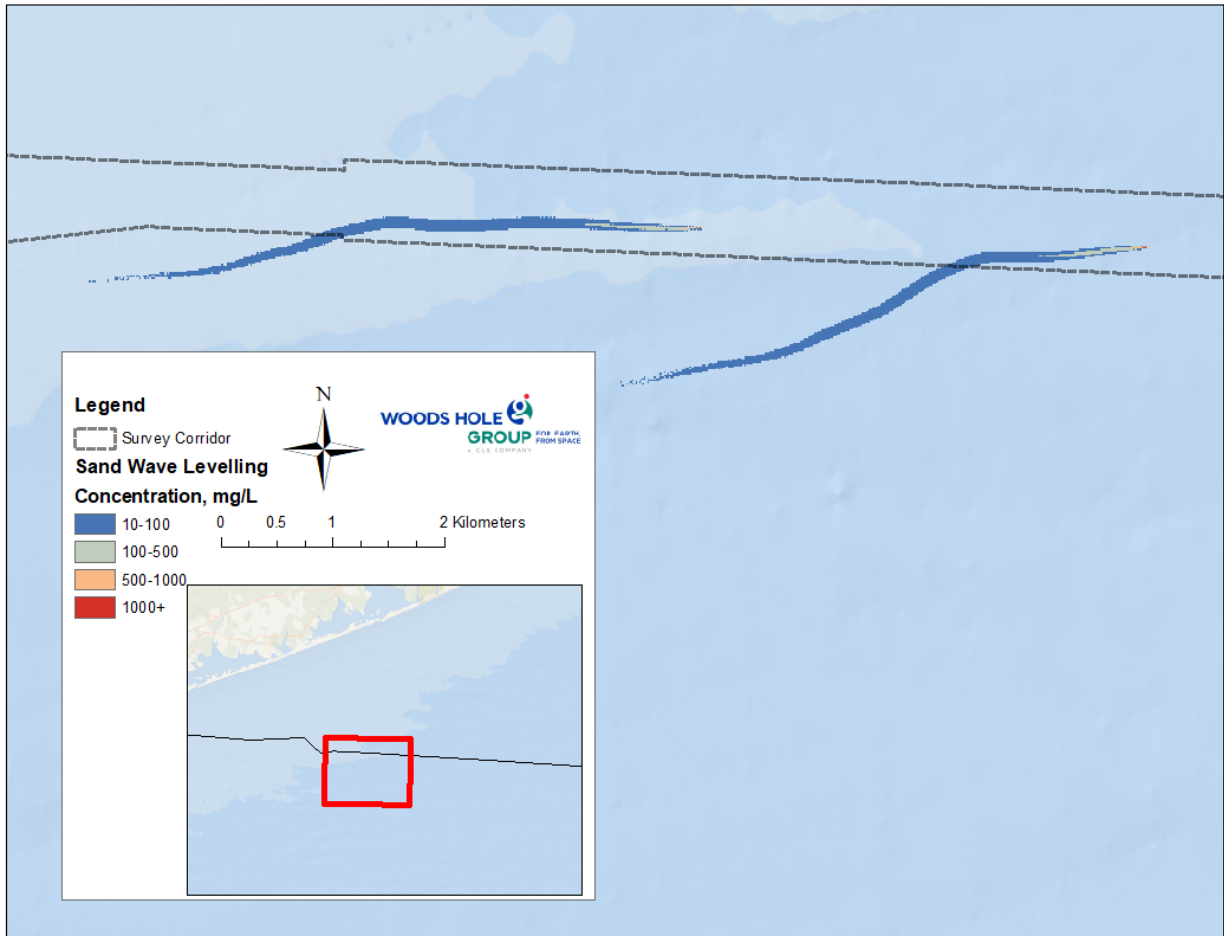 Legend
Survey Corridor
Sand Wave Levelling
Concentration, mg/L
10-100
100-500
500-1000
1000+
N
WOODS HOLE
GROUP FOR EARTH, FROM SPACE
A CLS COMPANY
0 0.5 1 2 Kilometers